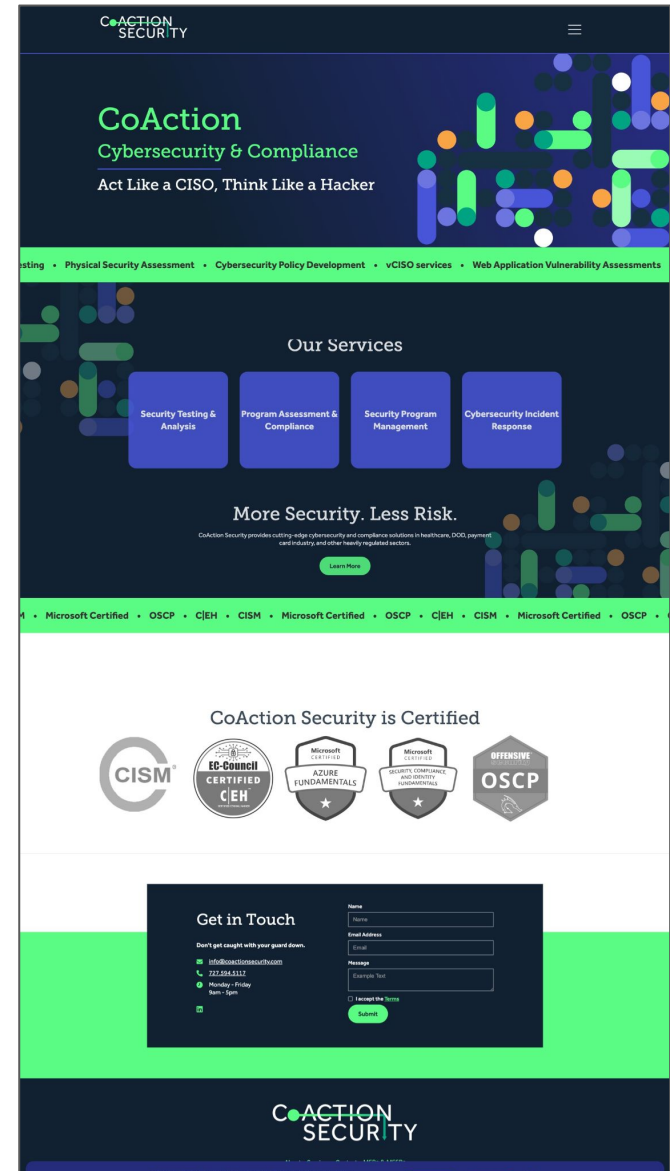 COACTION
SECURITY
CoAction
Cybersecurity & Compliance
Act Like a CISO, Think Like a Hacker
esting • Physical Security Assessment • Cybersecurity Policy Development • vCISO services • Web Application Vulnerability Assessments
Our Services
Security Testing &
Analysis
Program Assessment &
Compliance
Security Program
Management
Cybersecurity Incident
Response
More Security. Less Risk.
CoAction Security provides cutting-edge cybersecurity and compliance solutions in healthcare, DOD, payment
card industry, and other heavily regulated sectors.
Learn More
M • Microsoft Certified • OSCP • C|EH • CISM • Microsoft Certified • OSCP • C|EH • CISM • Microsoft Certified • OSCP •
CoAction Security is Certified
CISM®
EC-Council
CERTIFIED
C|EH
Microsoft
CERTIFIED
AZURE
FUNDAMENTALS
Microsoft
CERTIFIED
SECURITY, COMPLIANCE,
AND IDENTITY
FUNDAMENTALS
OFFENSIVE
OSCP
Get in Touch
Don't get caught with your guard down.
info@coactionsecurity.com
727.594.5117
Monday - Friday
9am - 5pm
Name
Name
Email Address
Email
Message
Example Text
I accept the Terms
Submit
COACTION
SECURITY